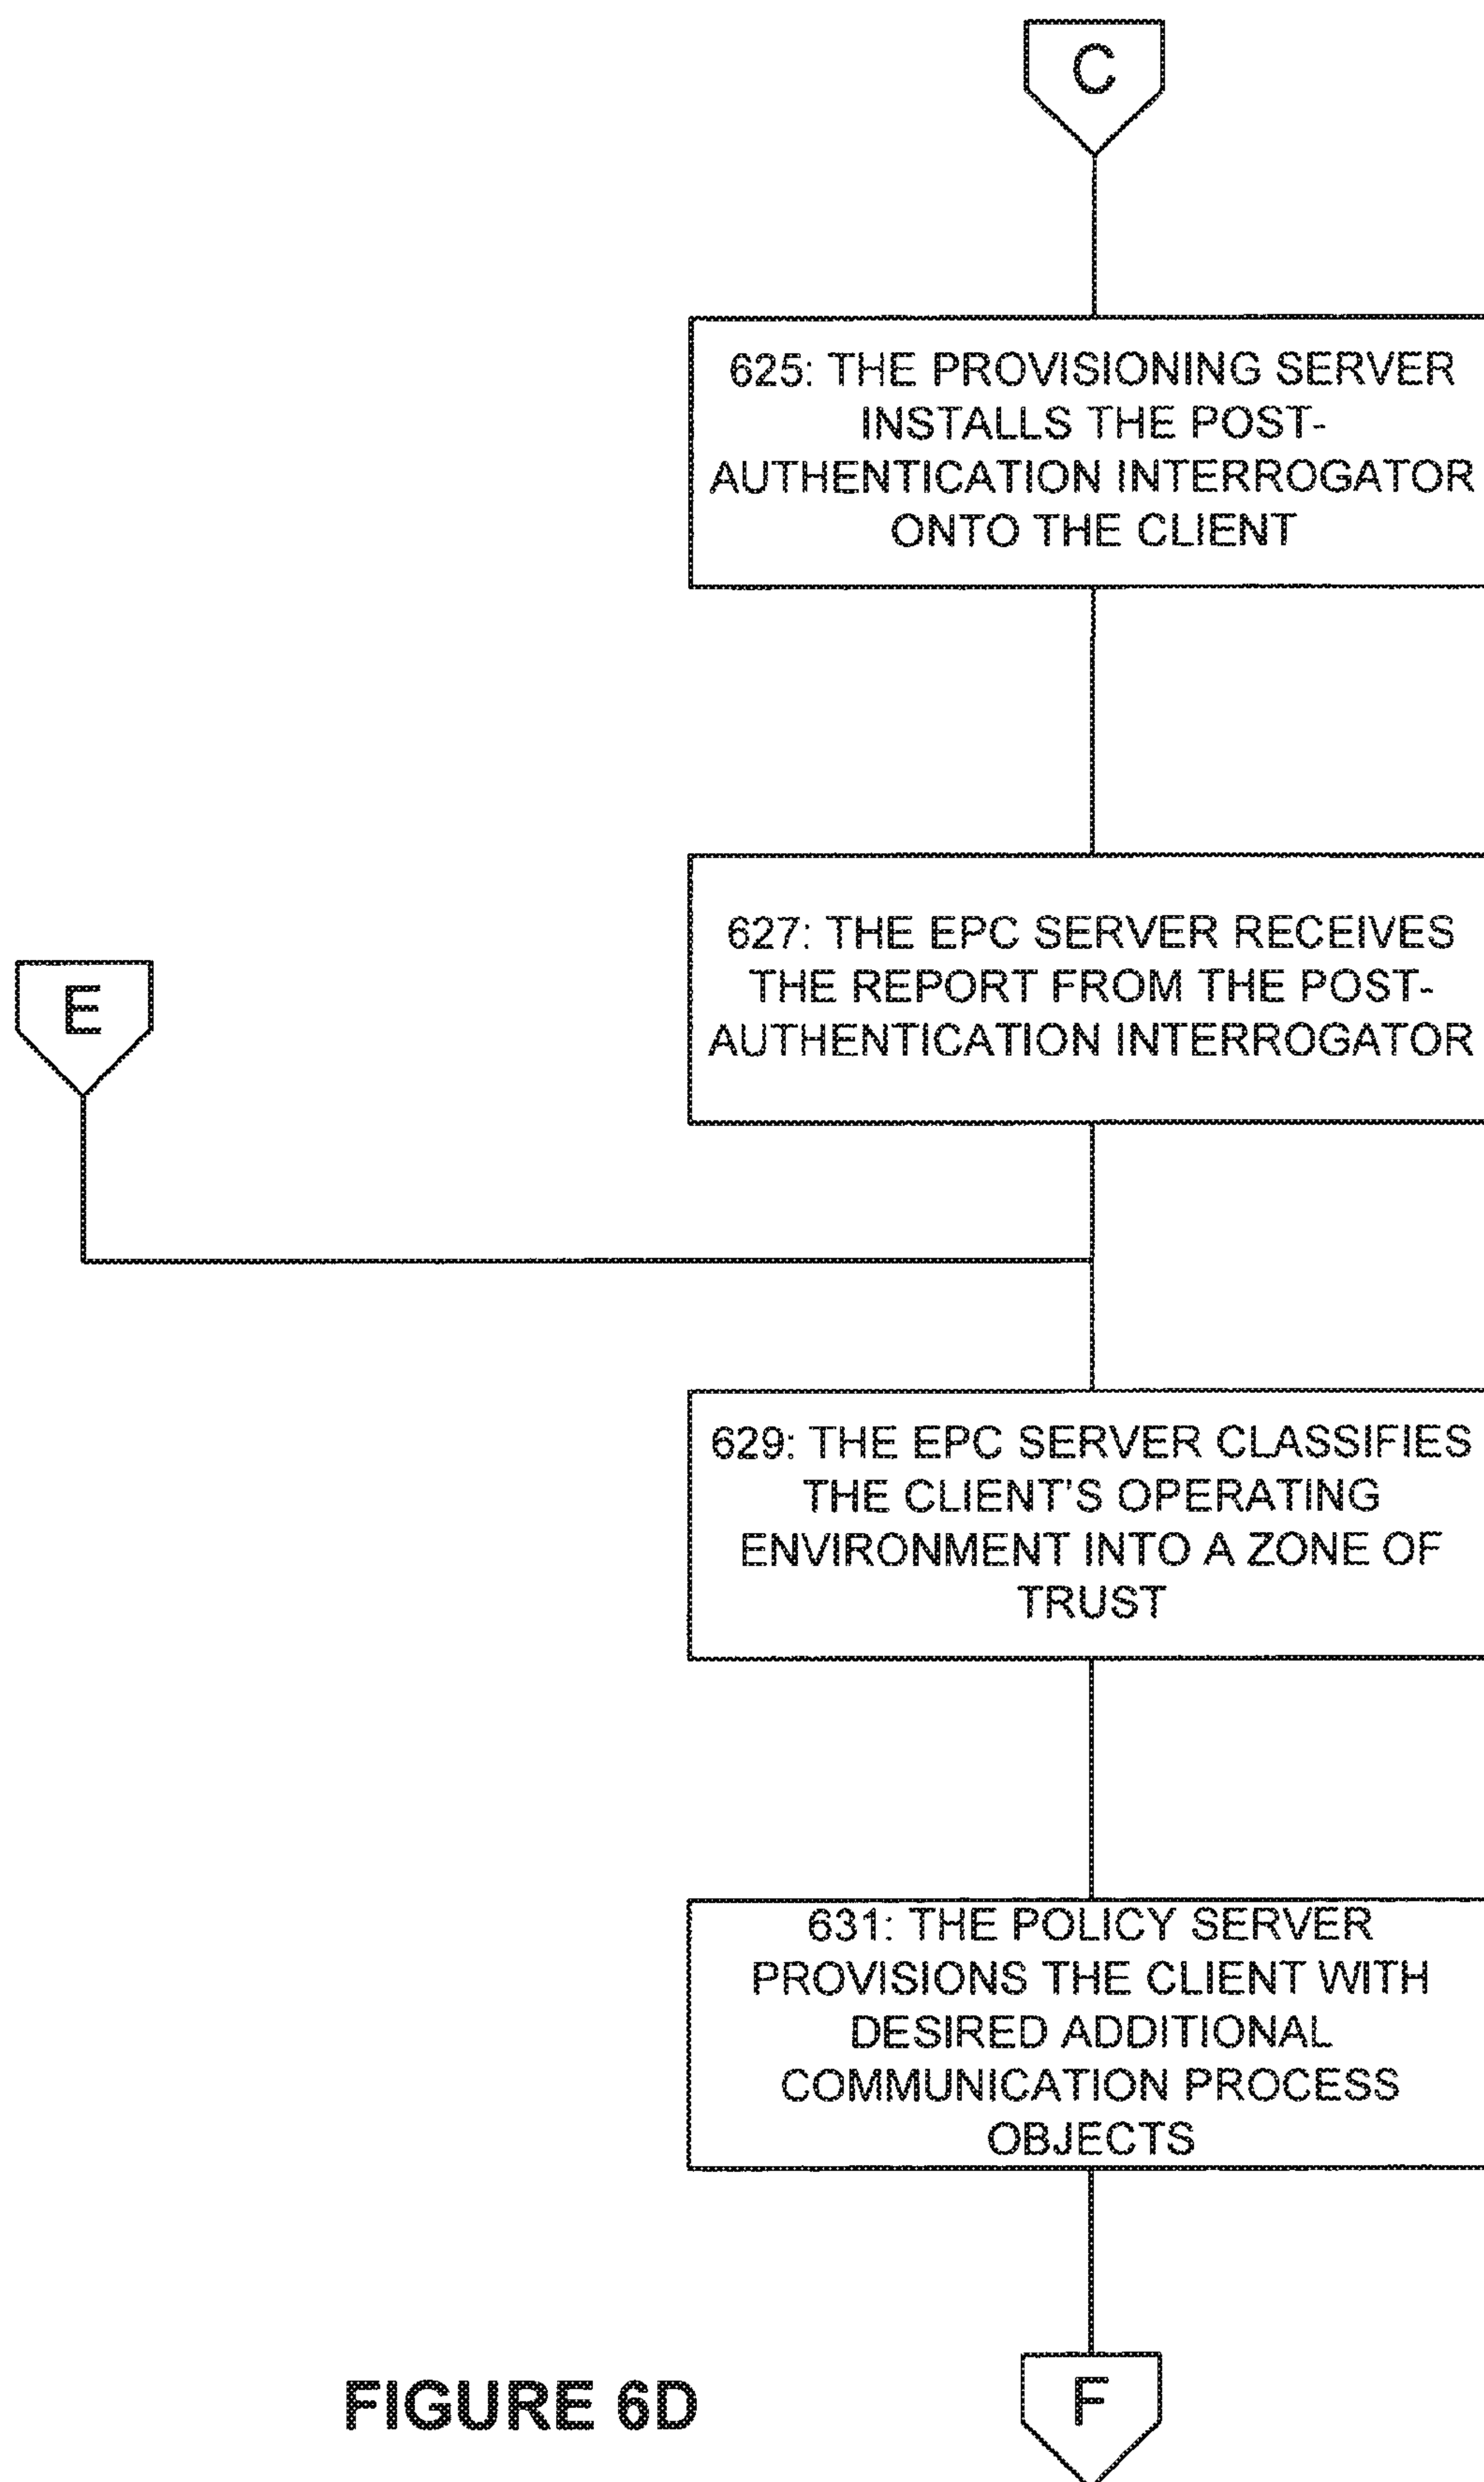 C
625: THE PROVISIONING SERVER
INSTALLS THE POST-
AUTHENTICATION INTERROGATOR
ONTO THE CLIENT
627: THE EPC SERVER RECEIVES
THE REPORT FROM THE POST-
AUTHENTICATION INTERROGATOR
E
629: THE EPC SERVER CLASSIFIES
THE CLIENT'S OPERATING
ENVIRONMENT INTO A ZONE OF
TRUST
631: THE POLICY SERVER
PROVISIONS THE CLIENT WITH
DESIRED ADDITIONAL
COMMUNICATION PROCESS
OBJECTS
F
FIGURE 6D